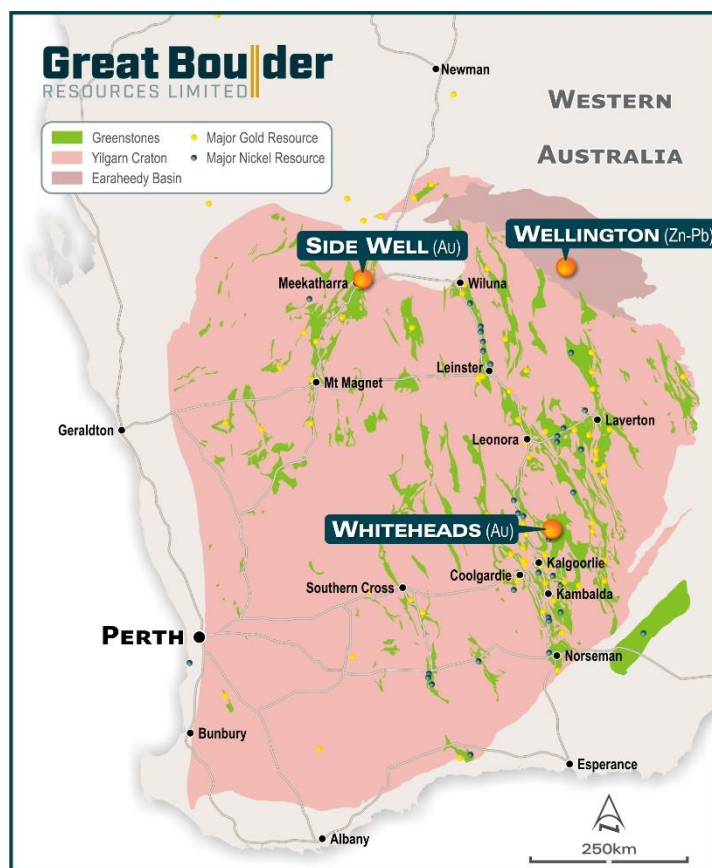 Great Boulder
RESOURCES LIMITED
Greenstones
Major Gold Resource
Yilgarn Craton
Major Nickel Resource
Earaheedy Basin
Newman
WESTERN
AUSTRALIA
SIDE WELL (Au)
WELLINGTON (Zn-Pb)
Meekatharra
Wiluna
Leinster
Mt Magnet
Laverton
Geraldton
Leonora
WHITEHEADS (Au)
Kalgoorlie
Coolgardie
Southern Cross
Kambalda
PERTH
Norseman
Bunbury
Esperance
Albany
N
250km